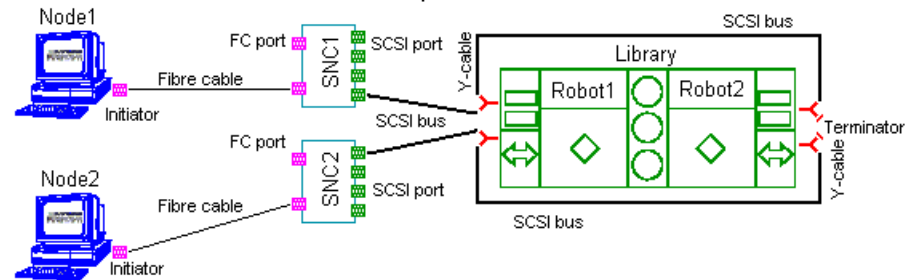 Node1
SCSI bus
FC port
SNC1
SCSI port
Y-cable
Library
Fibre cable
Robot1
Robot2
Initiator
SCSI bus
Terminator
FC port
SNC2
Y-cable
Node2
SCSI port
Fibre cable
SCSI bus
Initiator